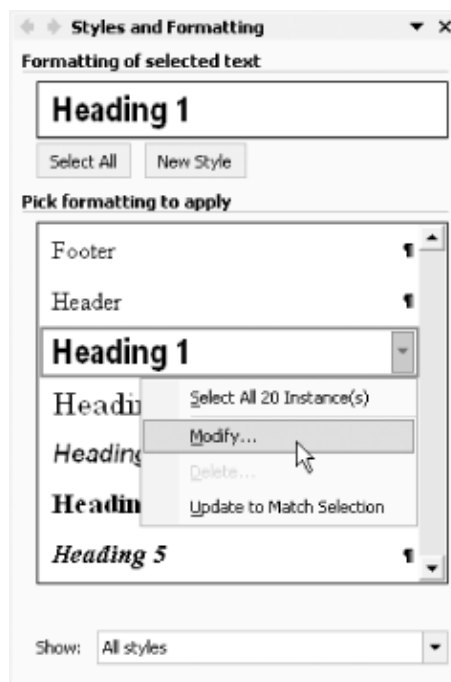 Styles and Formatting
Formatting of selected text
Heading 1
Select All New Style
Pick formatting to apply
Footer ¶
Header ¶
Heading 1
Select All 20 Instance(s)
Modify...
Delete...
Update to Match Selection
Heading 5 ¶
Show: All styles